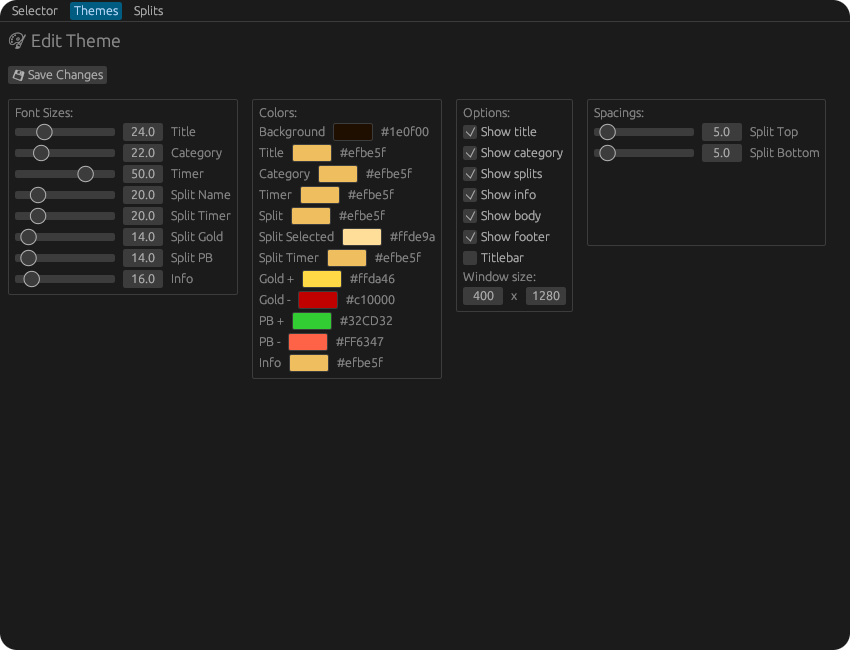 Selector Themes Splits
Edit Theme
Save Changes
Font Sizes:
24.0 Title
22.0 Category
50.0 Timer
20.0 Split Name
20.0 Split Timer
14.0 Split Gold
14.0 Split PB
16.0 Info
Colors:
Background #1e0f00
Title #efbe5f
Category #efbe5f
Timer #efbe5f
Split #efbe5f
Split Selected #ffde9a
Split Timer #efbe5f
Gold + #ffda46
Gold - #c10000
PB + #32CD32
PB - #FF6347
Info #efbe5f
Options:
Show title
Show category
Show splits
Show info
Show body
Show footer
Titlebar
Window size:
400 x 1280
Spacings:
5.0 Split Top
5.0 Split Bottom